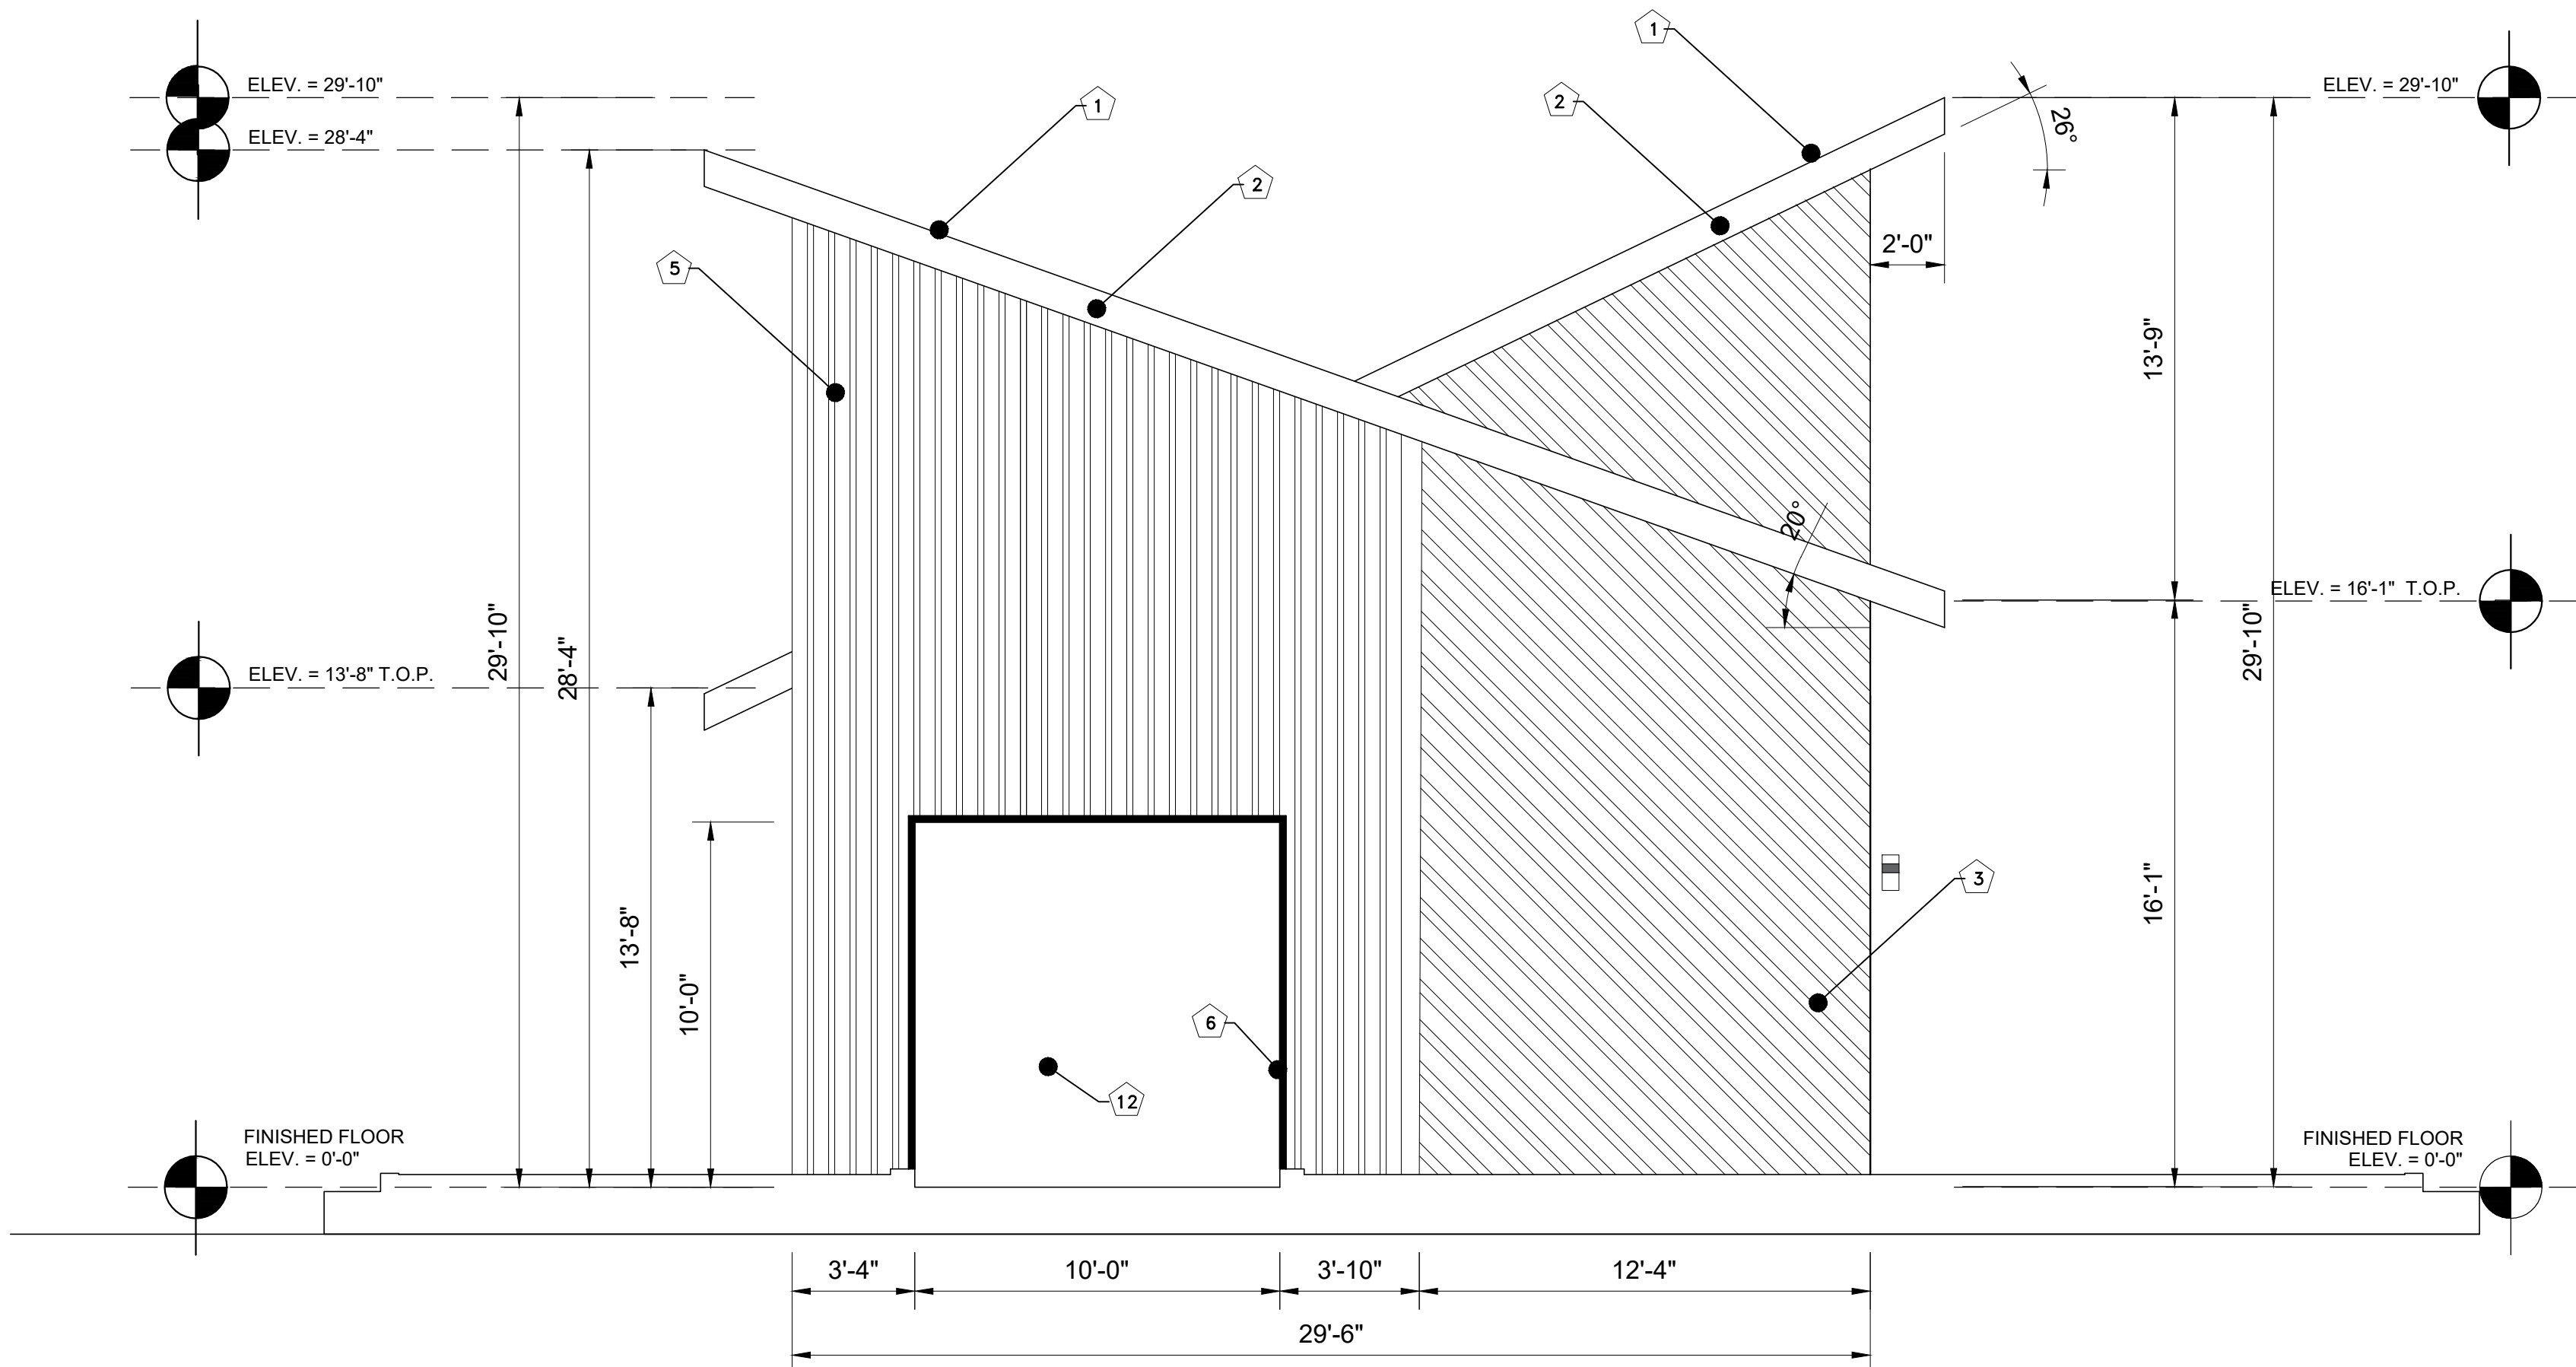 1
ELEV. = 29'-10"
1
2
ELEV. = 29'-10"
26°
ELEV. = 28'-4"
2
2'-0"
5
13'-9"
20°
ELEV. = 16'-1"  T.O.P.
29'-10"
28'-4"
29'-10"
ELEV. = 13'-8" T.O.P.
3
16'-1"
13'-8"
10'-0"
6
12
FINISHED FLOOR
ELEV. = 0'-0"
FINISHED FLOOR
ELEV. = 0'-0"
3'-4"
10'-0"
3'-10"
12'-4"
29'-6"